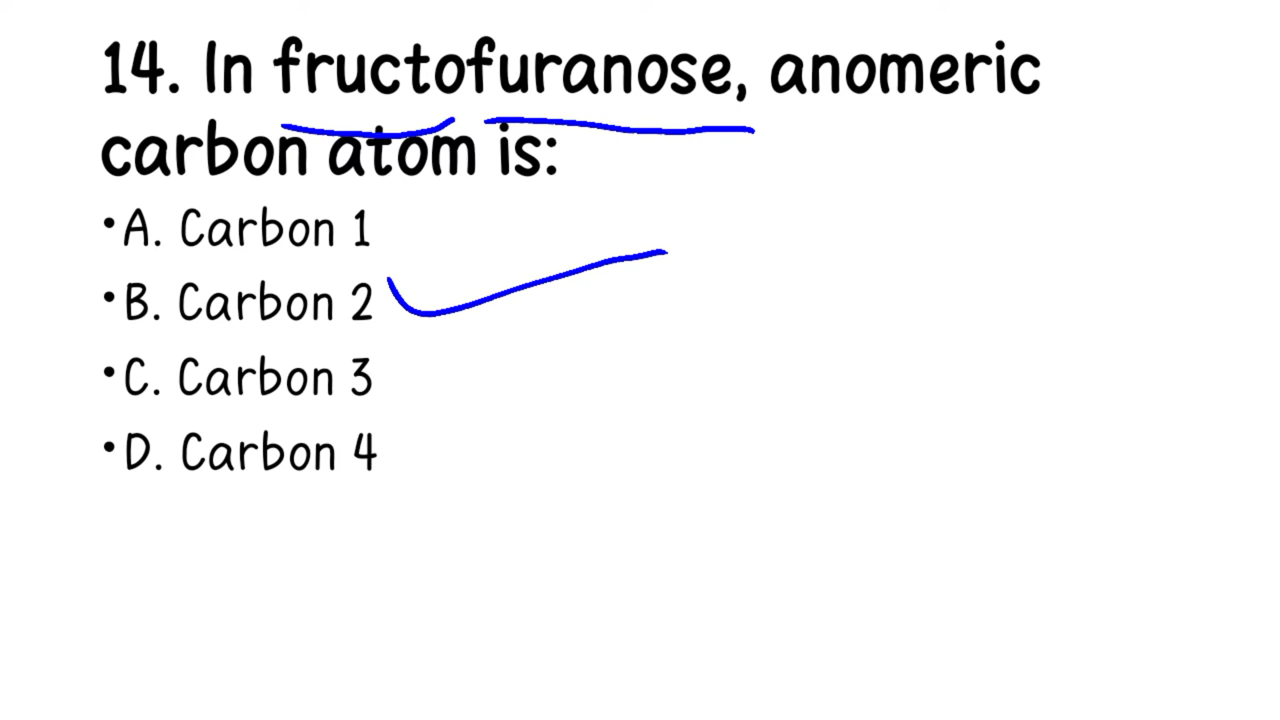 14. In fructofuranose, anomeric
carbon atom is:
•A. Carbon 1
•B. Carbon 2
•C. Carbon 3
•D. Carbon 4